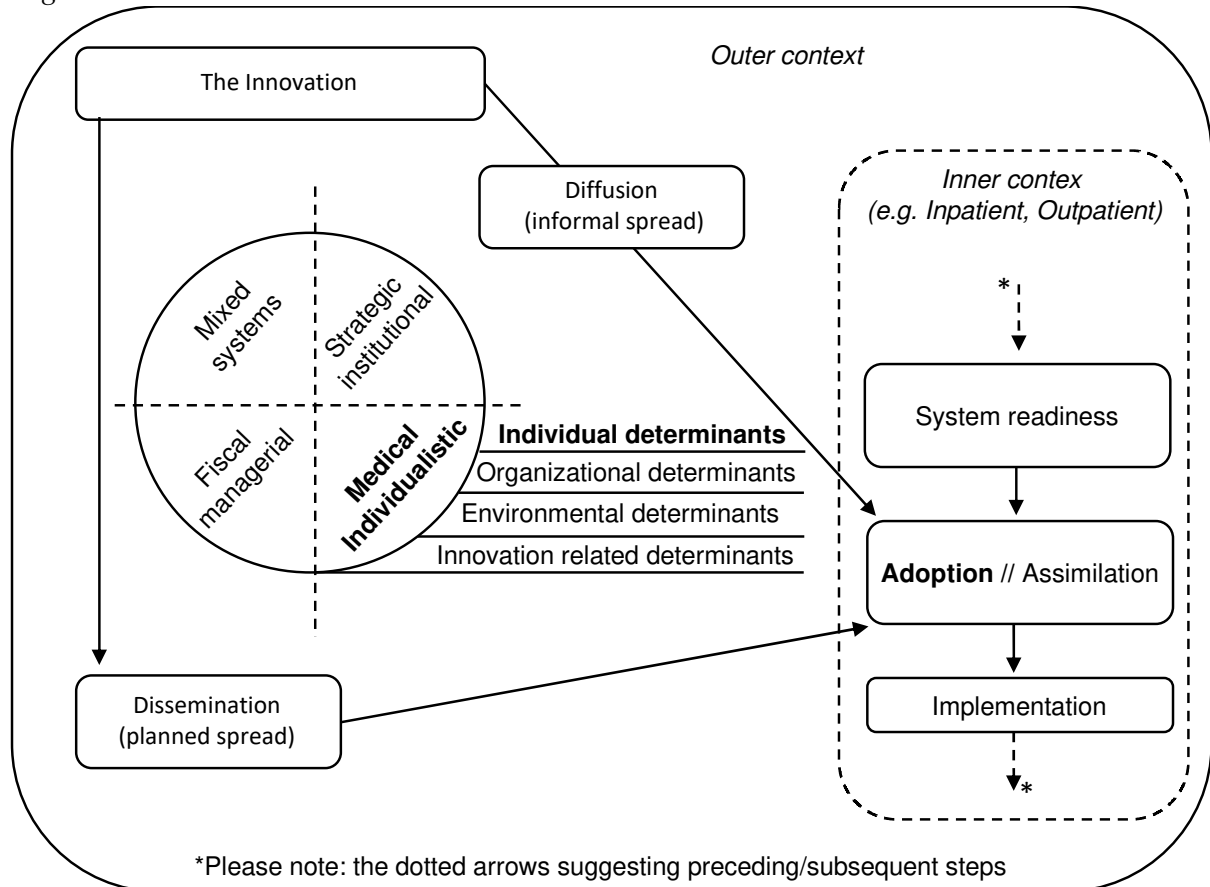 Outer context
The Innovation
Diffusion
(informal spread)
Inner contex
(e.g. Inpatient, Outpatient)
*
Mixed
systems
Strategic
institutional
Fiscal
managerial
Medical
Individualistic
Individual determinants
Organizational determinants
Environmental determinants
Innovation related determinants
System readiness
Adoption // Assimilation
Implementation
*
Dissemination
(planned spread)
*Please note: the dotted arrows suggesting preceding/subsequent steps